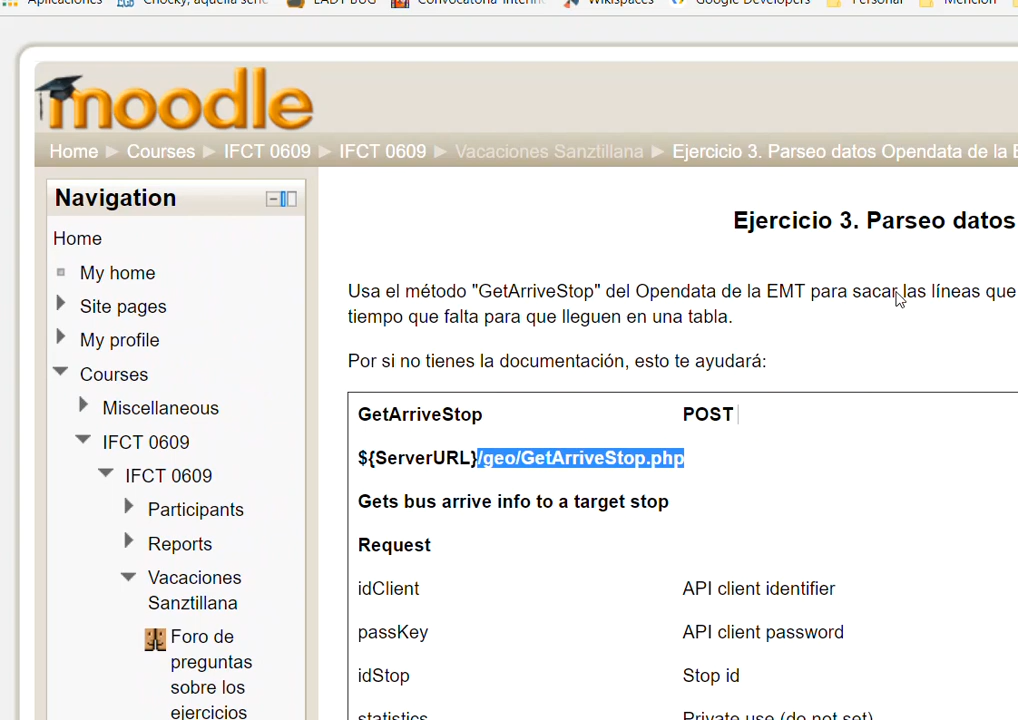 Aplicaciones Chocky, aquella serie LADY BUG Wikispaces Google Developers Personal Mención
moodle
Home Courses IFCT 0609 IFCT 0609 Vacaciones Sanztillana Ejercicio 3. Parseo datos Opendata de la
Navigation
Home
My home
Site pages
My profile
Courses
Miscellaneous
IFCT 0609
IFCT 0609
Participants
Reports
Vacaciones
Sanztillana
Foro de
preguntas
sobre los
ejercicios
Ejercicio 3. Parseo datos
Usa el método "GetArriveStop" del Opendata de la EMT para sacar las líneas que
tiempo que falta para que lleguen en una tabla.
Por si no tienes la documentación, esto te ayudará:
GetArriveStop POST
${ServerURL}/geo/GetArriveStop.php
Gets bus arrive info to a target stop
Request
idClient API client identifier
passKey API client password
idStop Stop id
statistics Private use (do not set)